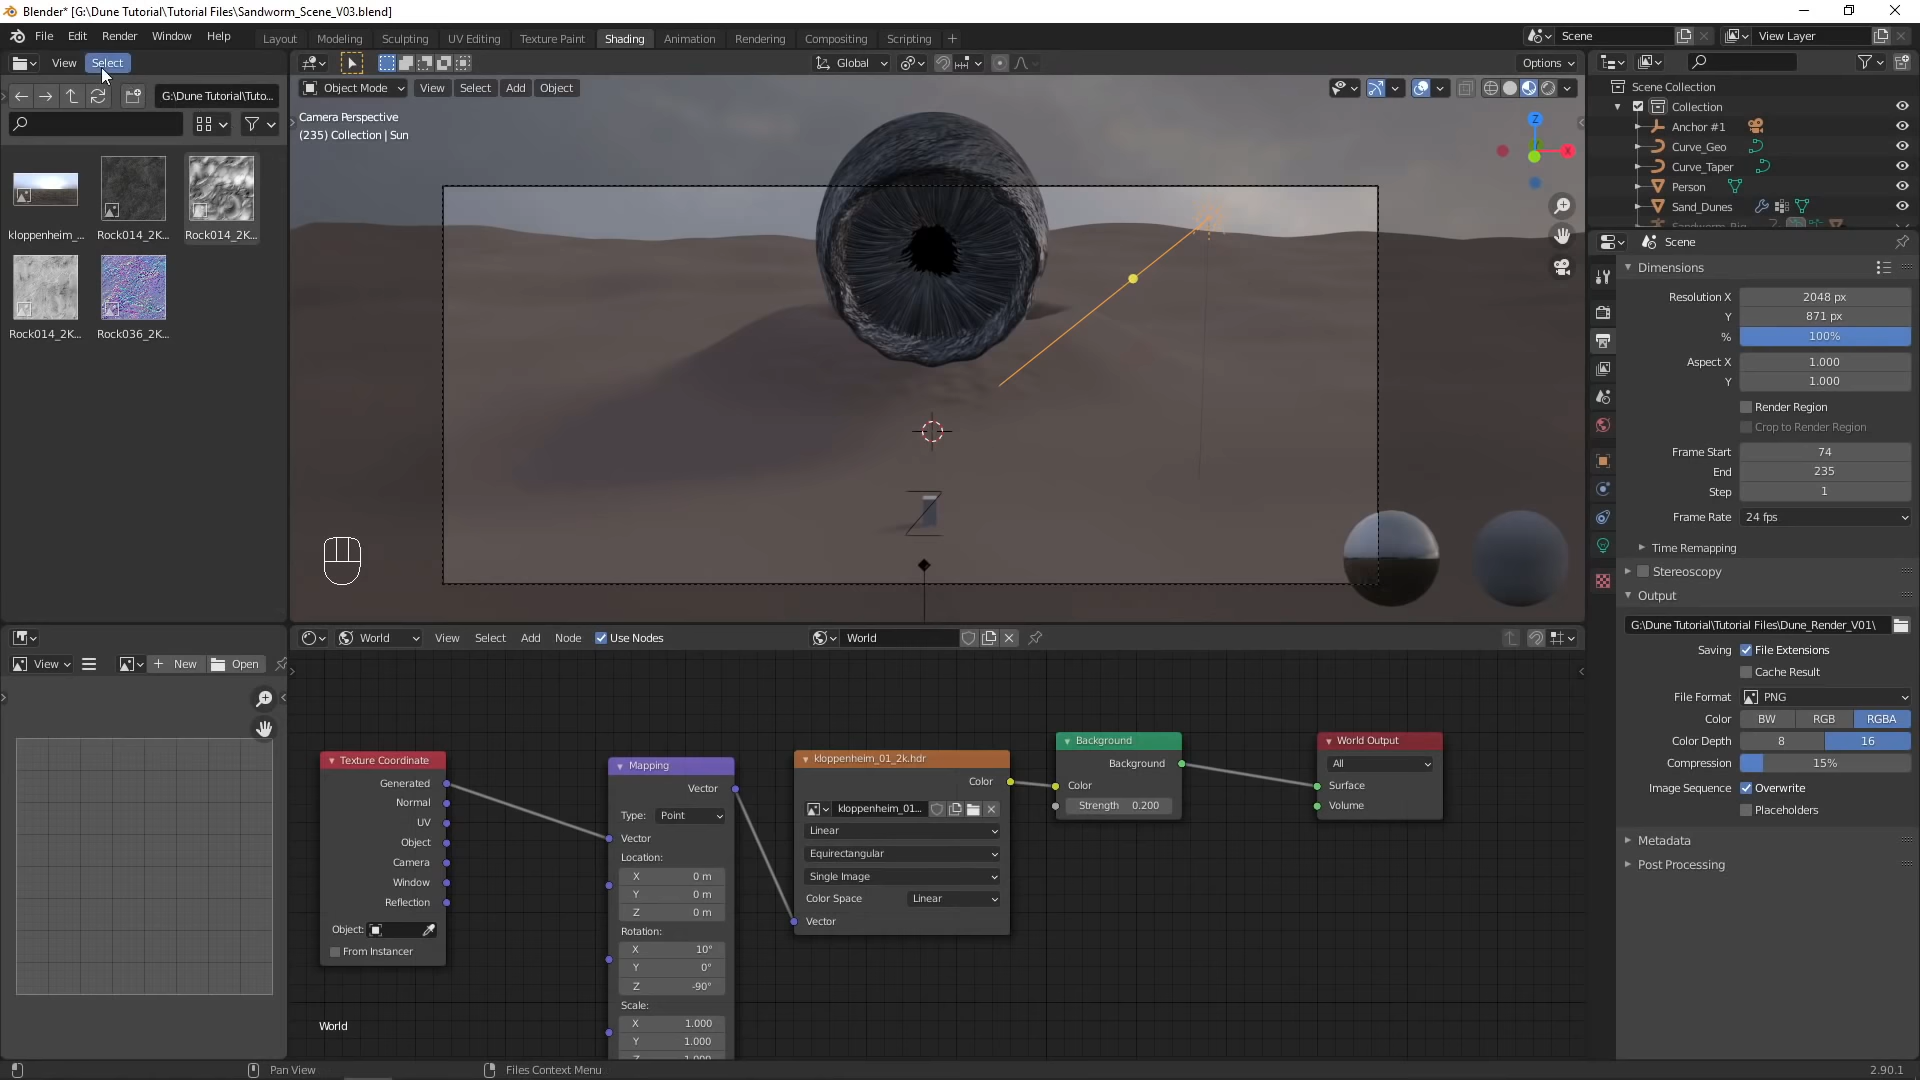 Blender* [G:\Dune Tutorial\Tutorial Files\Sandworm_Scene_V03.blend]
File Edit Render Window Help
Layout Modeling Sculpting UV Editing Texture Paint Shading Animation Rendering Compositing Scripting +
Scene
View Layer
View Select
G:\Dune Tutorial\Tuto...
kloppenheim_... Rock014_2K... Rock014_2K...
Rock014_2K... Rock036_2K...
Global
Options
Object Mode View Select Add Object
Camera Perspective
(235) Collection | Sun
Z
X
Scene Collection
Collection
Anchor #1
Curve_Geo
Curve_Taper
Person
Sand_Dunes
Scene
Dimensions
Resolution X 2048 px
Y 871 px
% 100%
Aspect X 1.000
Y 1.000
Render Region
Crop to Render Region
Frame Start 74
End 235
Step 1
Frame Rate 24 fps
Time Remapping
Stereoscopy
Output
G:\Dune Tutorial\Tutorial Files\Dune_Render_V01\
Saving File Extensions
Cache Result
File Format PNG
Color BW RGB RGBA
Color Depth 8 16
Compression 15%
Image Sequence Overwrite
Placeholders
Metadata
Post Processing
View + New Open
World View Select Add Node Use Nodes World
Texture Coordinate
Generated
Normal
UV
Object
Camera
Window
Reflection
Object:
From Instancer
Mapping
Vector
Type: Point
Vector
Location:
X 0 m
Y 0 m
Z 0 m
Rotation:
X 10°
Y 0°
Z -90°
Scale:
X 1.000
Y 1.000
kloppenheim_01_2k.hdr
Color
kloppenheim_01...
Linear
Equirectangular
Single Image
Color Space Linear
Vector
Background
Background
Color
Strength 0.200
World Output
All
Surface
Volume
World
Pan View
Files Context Menu
2.90.1